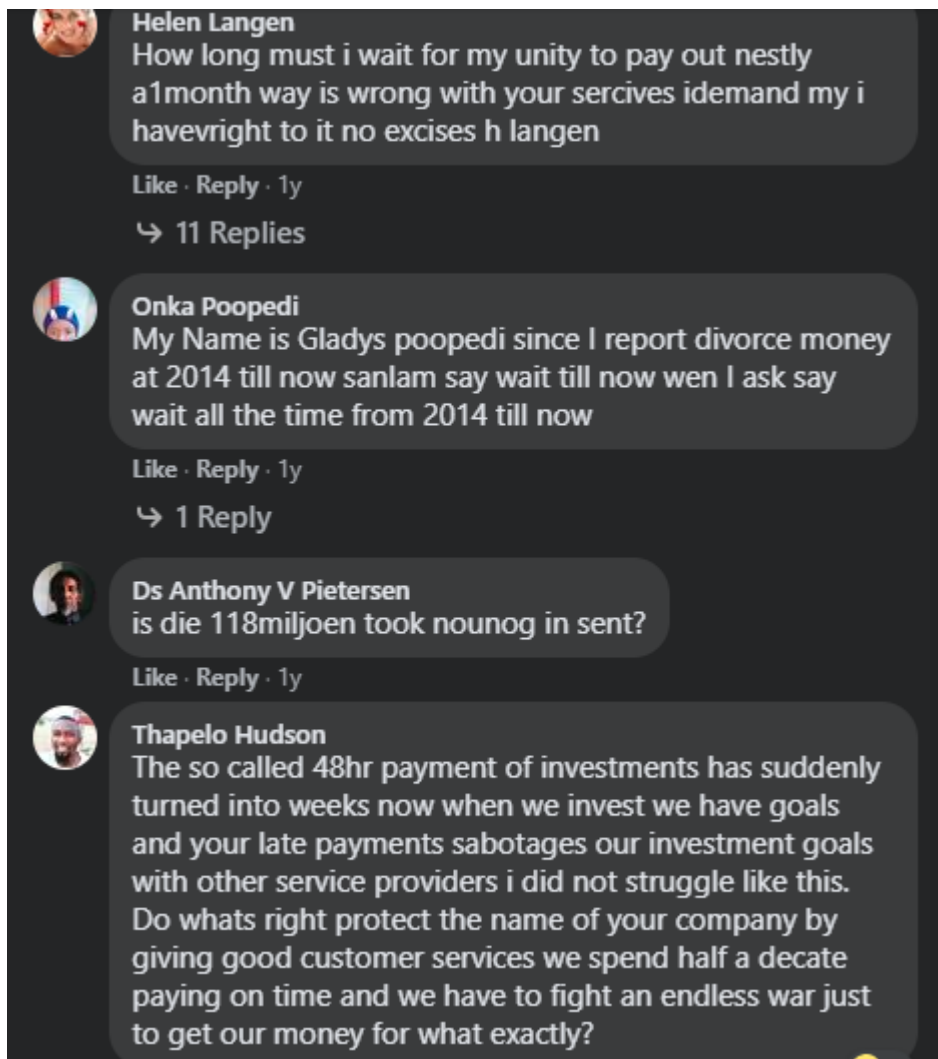 Helen Langen
How long must i wait for my unity to pay out nestly
a1month way is wrong with your sercives idemand my i
havevright to it no excises h langen
Like · Reply · 1y
11 Replies
Onka Poopedi
My Name is Gladys poopedi since I report divorce money
at 2014 till now sanlam say wait till now wen I ask say
wait all the time from 2014 till now
Like · Reply · 1y
1 Reply
Ds Anthony V Pietersen
is die 118miljoen took nounog in sent?
Like · Reply · 1y
Thapelo Hudson
The so called 48hr payment of investments has suddenly
turned into weeks now when we invest we have goals
and your late payments sabotages our investment goals
with other service providers i did not struggle like this.
Do whats right protect the name of your company by
giving good customer services we spend half a decate
paying on time and we have to fight an endless war just
to get our money for what exactly?